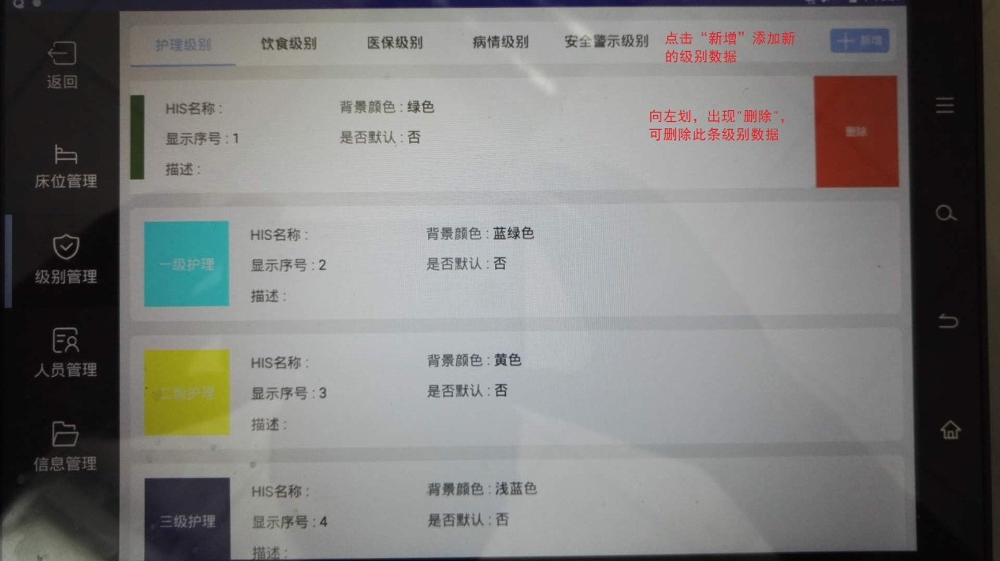 返回
床位管理
级别管理
人员管理
信息管理
护理级别
饮食级别
医保级别
病情级别
安全警示级别
点击“新增”添加新
的级别数据
新增
HIS名称 :
背景颜色 : 绿色
显示序号 : 1
是否默认 : 否
描述 :
向左划，出现"删除"，
可删除此条级别数据
删除
一级护理
HIS名称 :
背景颜色 : 蓝绿色
显示序号 : 2
是否默认 : 否
描述 :
二级护理
HIS名称 :
背景颜色 : 黄色
显示序号 : 3
是否默认 : 否
描述 :
三级护理
HIS名称 :
背景颜色 : 浅蓝色
显示序号 : 4
是否默认 : 否
描述 :